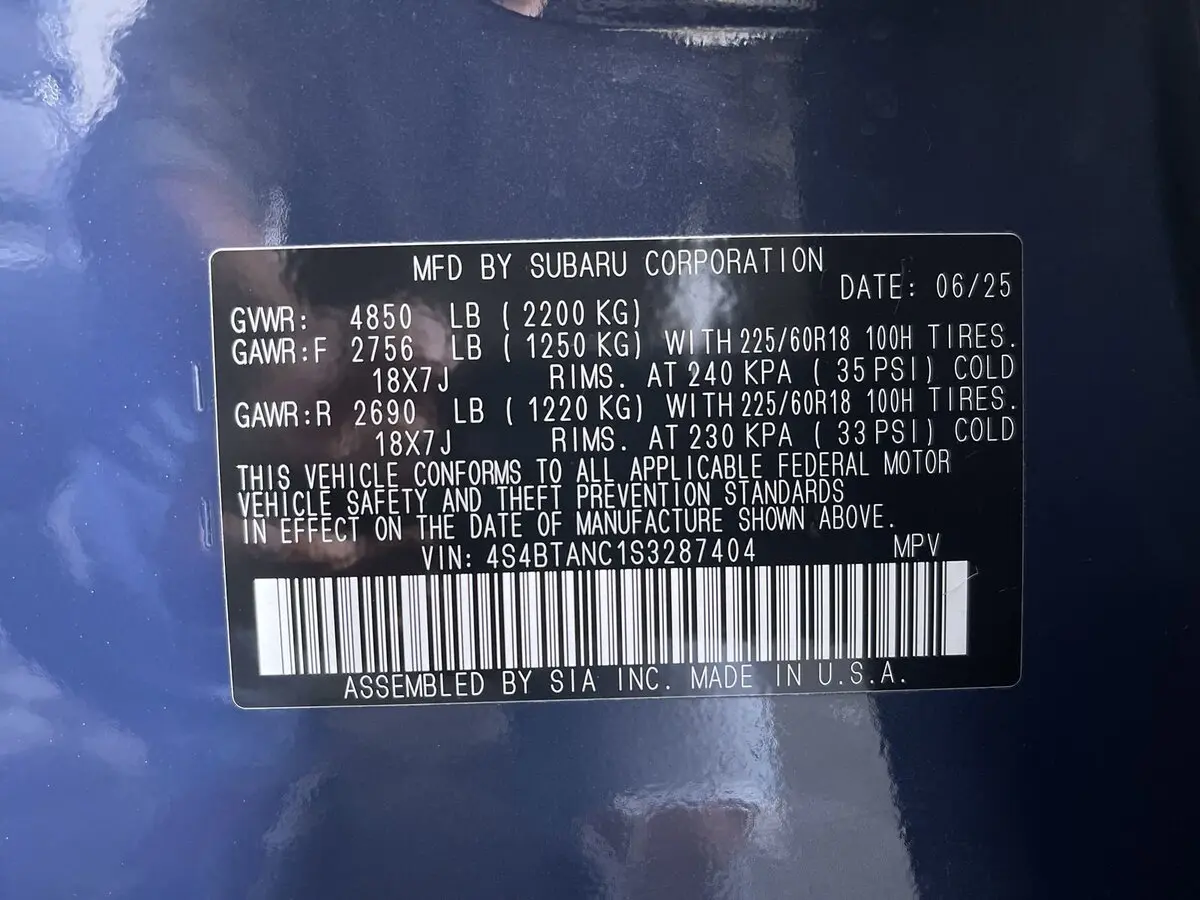 MFD BY SUBARU CORPORATION
DATE: 06/25
GVWR: 4850 LB (2200 KG)
GAWR:F 2756 LB (1250 KG) WITH 225/60R18 100H TIRES.
18X7J RIMS. AT 240 KPA (35 PSI) COLD
GAWR:R 2690 LB (1220 KG) WITH 225/60R18 100H TIRES.
18X7J RIMS. AT 230 KPA (33 PSI) COLD
THIS VEHICLE CONFORMS TO ALL APPLICABLE FEDERAL MOTOR
VEHICLE SAFETY AND THEFT PREVENTION STANDARDS
IN EFFECT ON THE DATE OF MANUFACTURE SHOWN ABOVE.
VIN: 4S4BTANC1S3287404 MPV
ASSEMBLED BY SIA INC. MADE IN U.S.A.